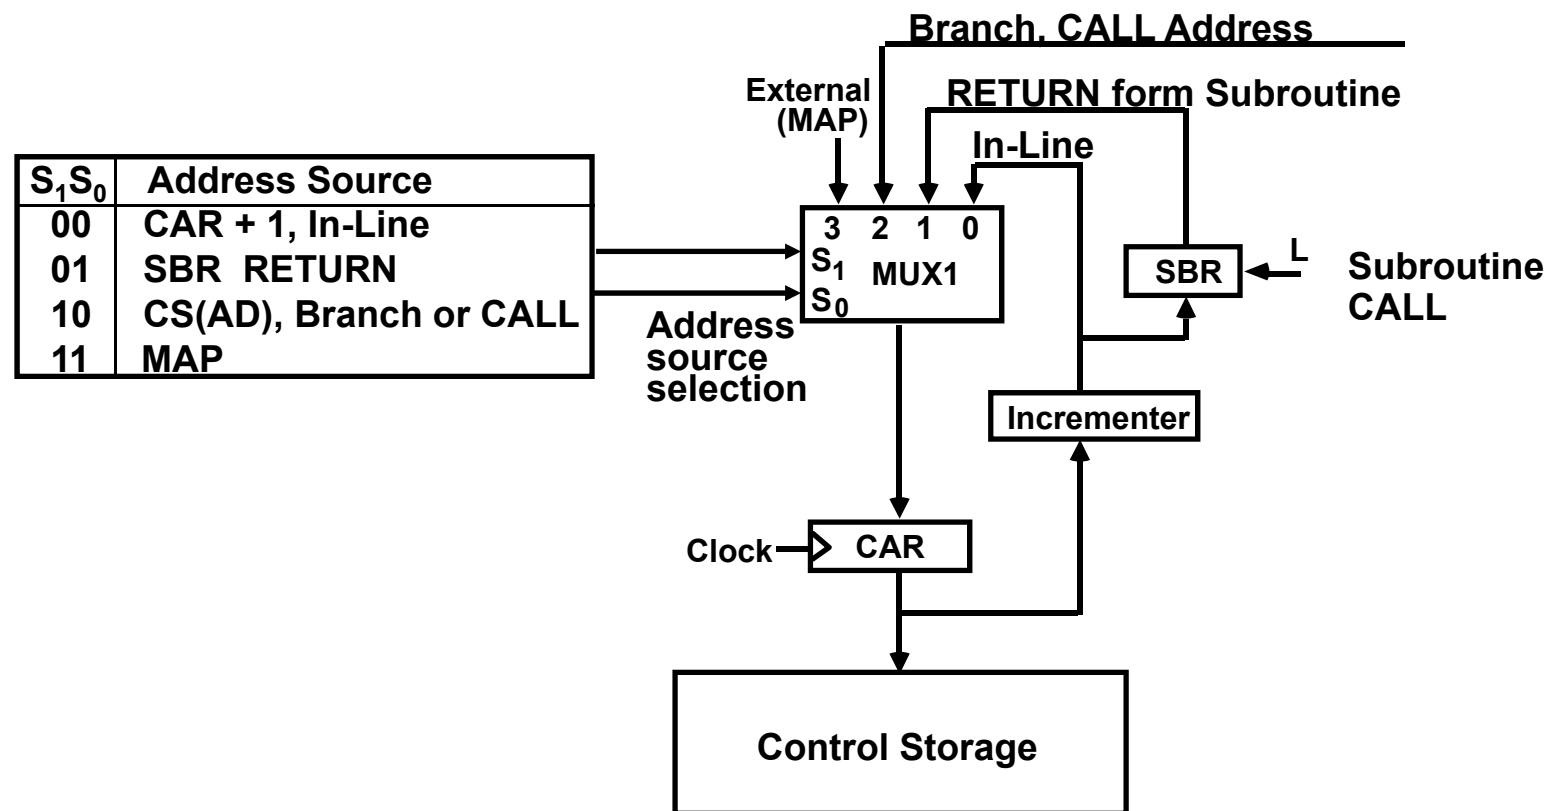 Branch, CALL Address
External
(MAP)
RETURN form Subroutine
In-Line
S1S0 Address Source
00 CAR + 1, In-Line
01 SBR RETURN
10 CS(AD), Branch or CALL
11 MAP
3 2 1 0
S1
MUX1
S0
Address
source
selection
SBR
L
Subroutine
CALL
Incrementer
Clock
CAR
Control Storage